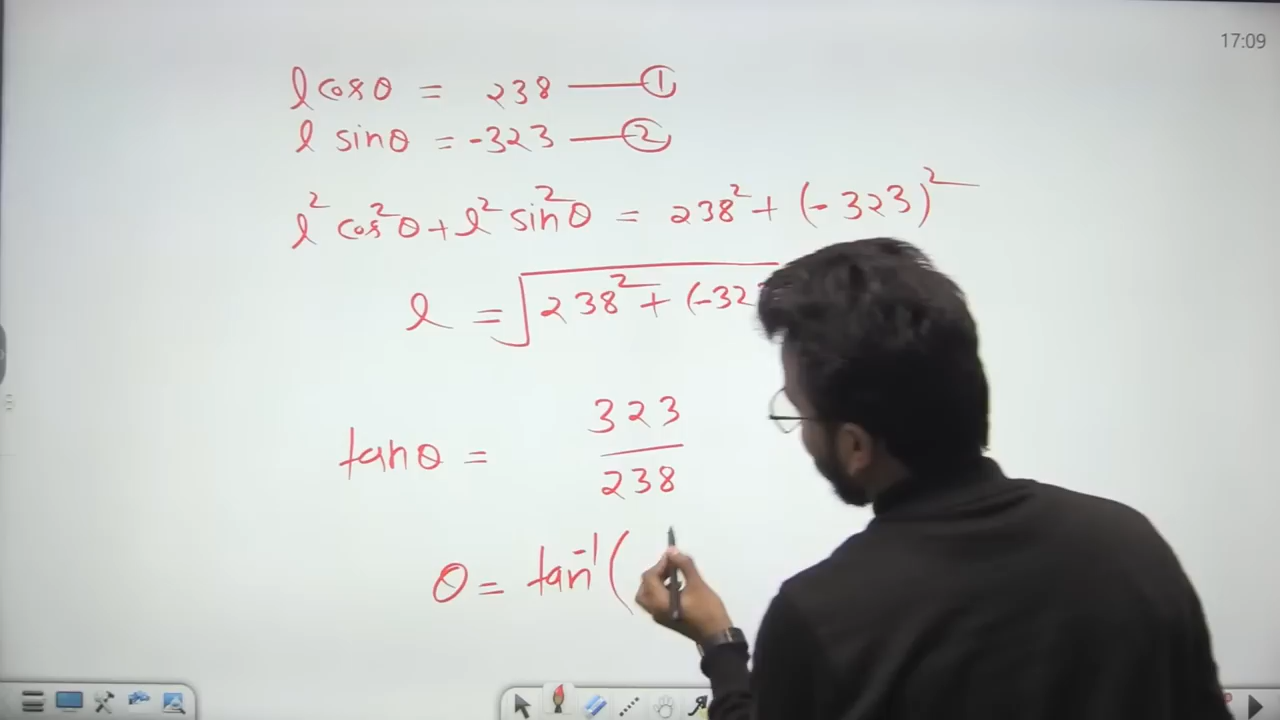 17:09
l cosθ = 238 —— ①
l sinθ = -323 —— ②
l² cos²θ + l² sin²θ = 238² + (-323)²
l = √238² + (-32
tanθ = 323/238
θ = tan⁻¹(